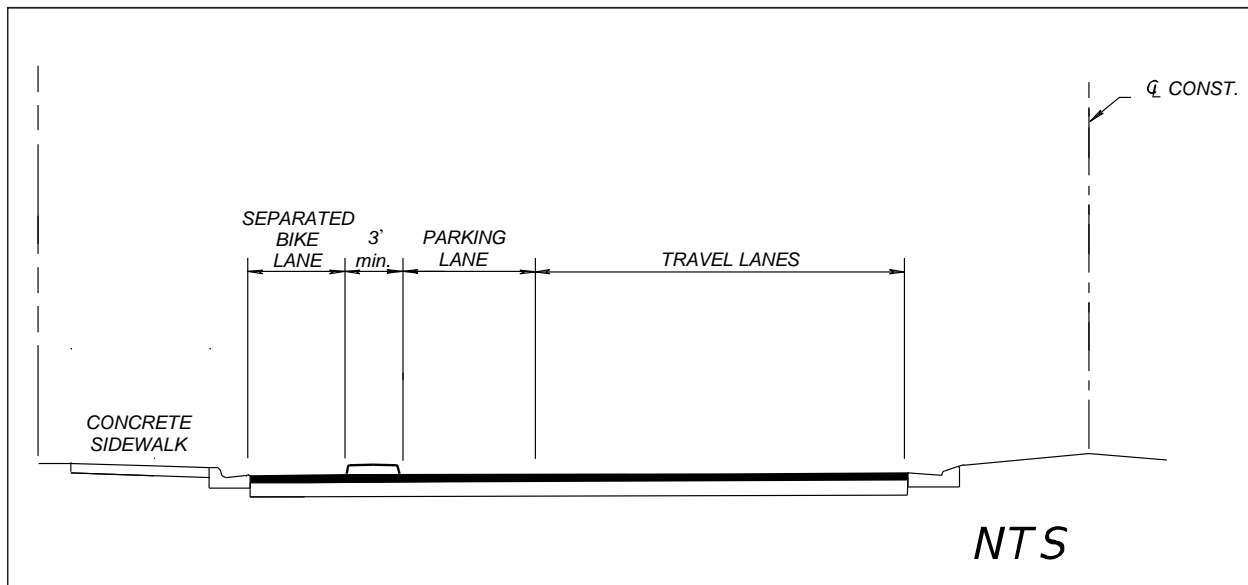 ℄ CONST.
SEPARATED
BIKE
LANE
3'
min.
PARKING
LANE
TRAVEL LANES
CONCRETE
SIDEWALK
NTS